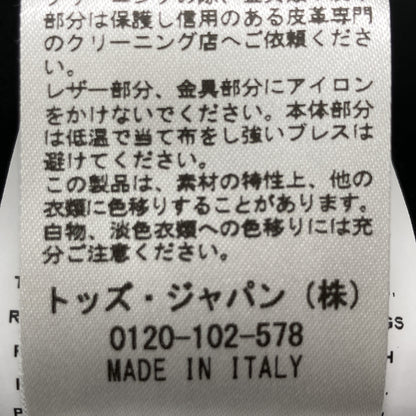 部分は保護し信用のある皮革専門
のクリーニング店へご依頼くださ
い。
レザー部分、金具部分にアイロン
をかけないでください。本体部分
は低温で当て布をし強いプレスは
避けてください。
この製品は、素材の特性上、他の
衣類に色移りすることがあります。
白物、淡色衣類への色移りには充
分ご注意ください。
トッズ・ジャパン（株）
0120-102-578
MADE IN ITALY